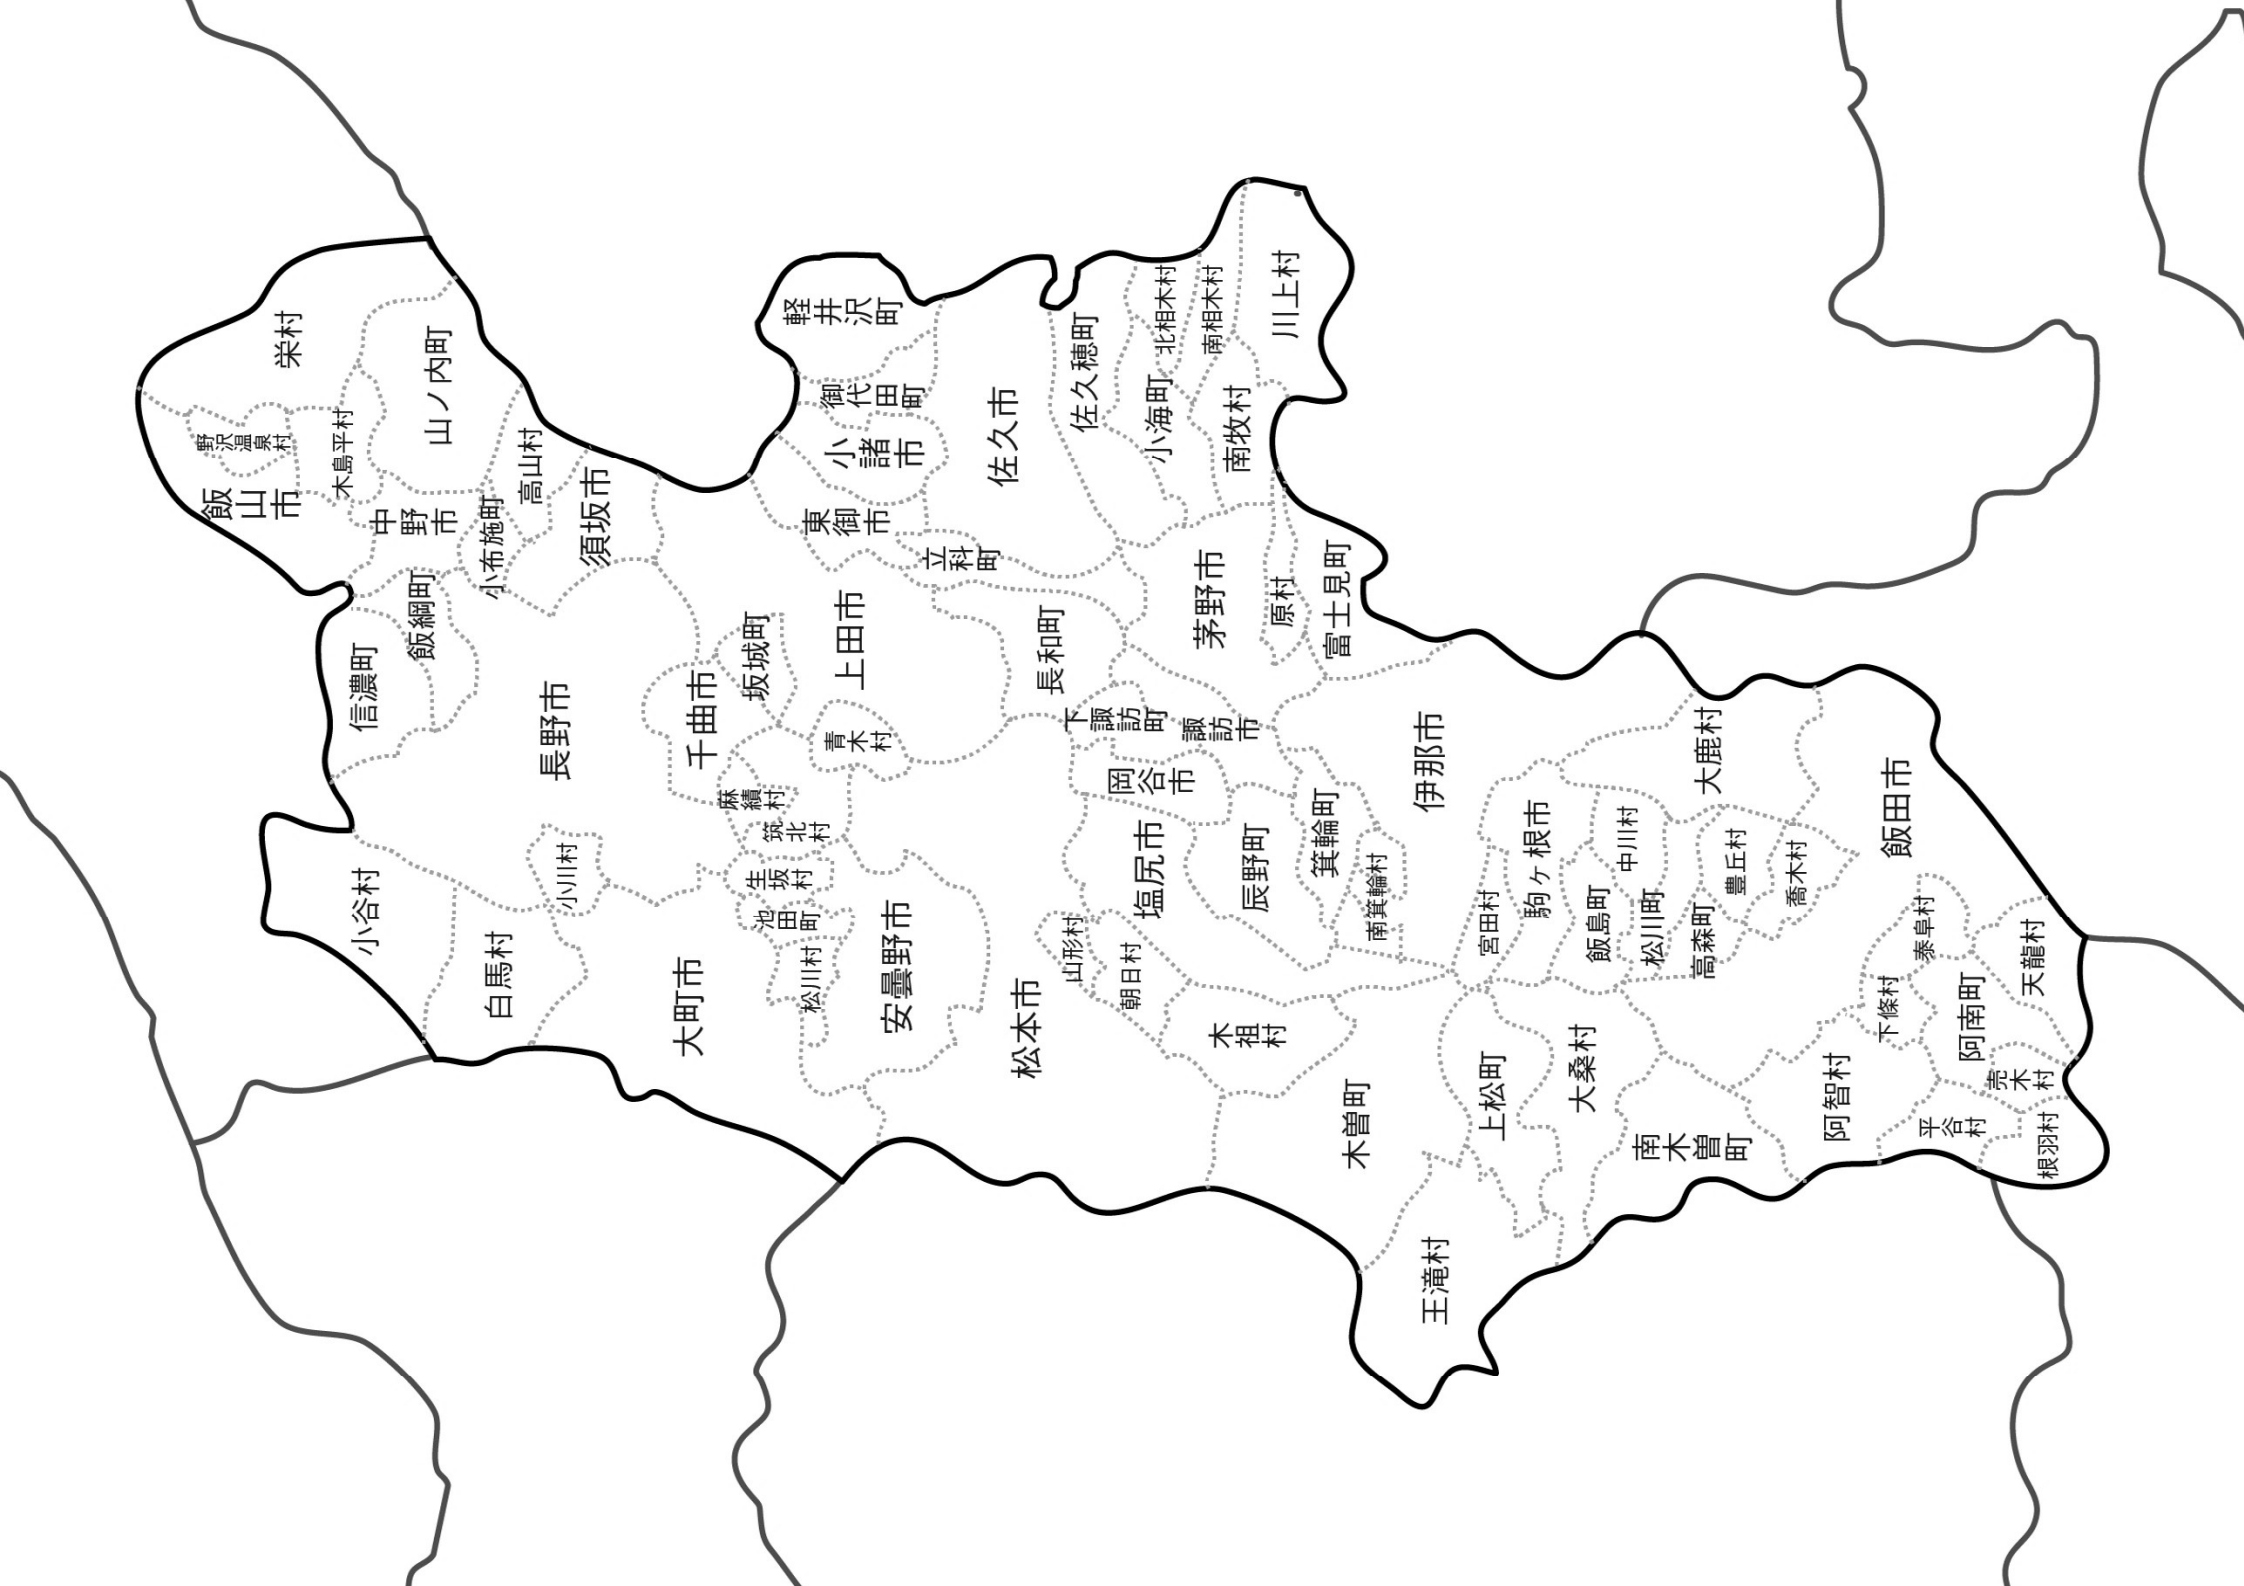 栄村
野沢温泉村
飯山市
木島平村
山ノ内町
中野市
高山村
小布施町
須坂市
飯綱町
信濃町
長野市
小谷村
白馬村
小川村
大町市
千曲市
坂城町
上田市
青木村
麻績村
筑北村
生坂村
池田町
松川村
安曇野市
松本市
軽井沢町
御代田町
小諸市
東御市
立科町
佐久市
佐久穂町
北相木村
南相木村
川上村
小海町
南牧村
長和町
茅野市
原村
富士見町
下諏訪町
諏訪市
岡谷市
塩尻市
山形村
朝日村
辰野町
箕輪町
南箕輪村
伊那市
宮田村
駒ヶ根市
飯島町
中川村
松川町
高森町
大鹿村
豊丘村
喬木村
飯田市
木祖村
木曽町
上松町
大桑村
南木曽町
王滝村
阿智村
下條村
泰阜村
阿南町
天龍村
売木村
平谷村
根羽村